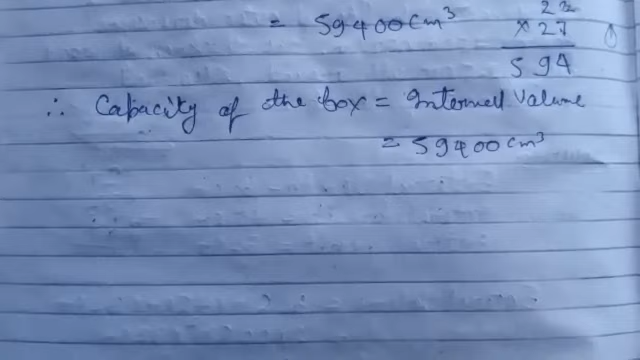 = 59400 cm³
22
× 27
594
∴ Capacity of the box = Internal Volume
= 59400 cm³